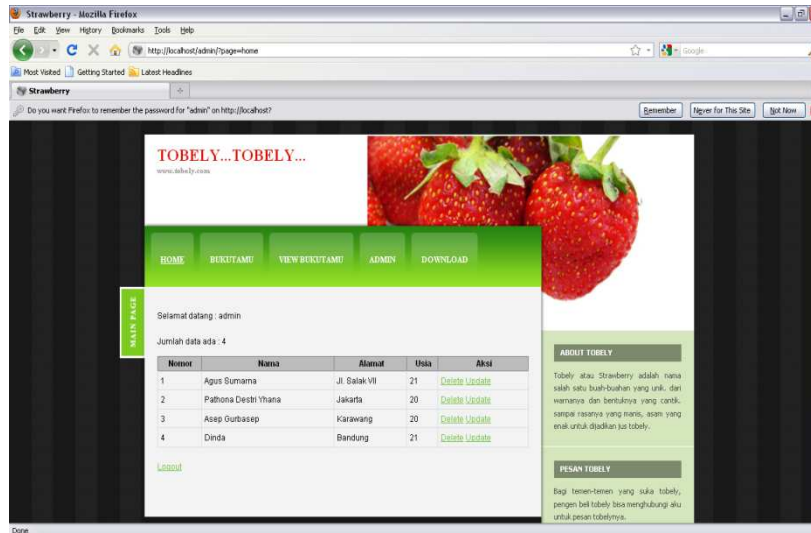 Strawberry - Mozilla Firefox
File Edit View History Bookmarks Tools Help
http://localhost/admin/?page=home
Google
Most Visited Getting Started Latest Headlines
Strawberry
Do you want Firefox to remember the password for "admin" on http://localhost?
Remember Never for This Site Not Now
TOBELY...TOBELY...
www.tobely.com
HOME BUKUTAMU VIEW BUKUTAMU ADMIN DOWNLOAD
MAIN PAGE
Selamat datang : admin
Jumlah data ada : 4
Nomor Nama Alamat Usia Aksi
1 Agus Sumarna Jl. Salak VII 21 Delete Update
2 Pathona Destri Yhana Jakarta 20 Delete Update
3 Asep Gurbasep Karawang 20 Delete Update
4 Dinda Bandung 21 Delete Update
Logout
ABOUT TOBELY
Tobely atau Strawberry adalah nama
salah satu buah-buahan yang unik, dari
warnanya dan bentuknya yang cantik,
sampai rasanya yang manis, asam yang
enak untuk dijadikan jus tobely.
PESAN TOBELY
Bagi temen-temen yang suka tobely,
pengen beli tobely bisa menghubungi aku
untuk pesan tobelynya.
Done